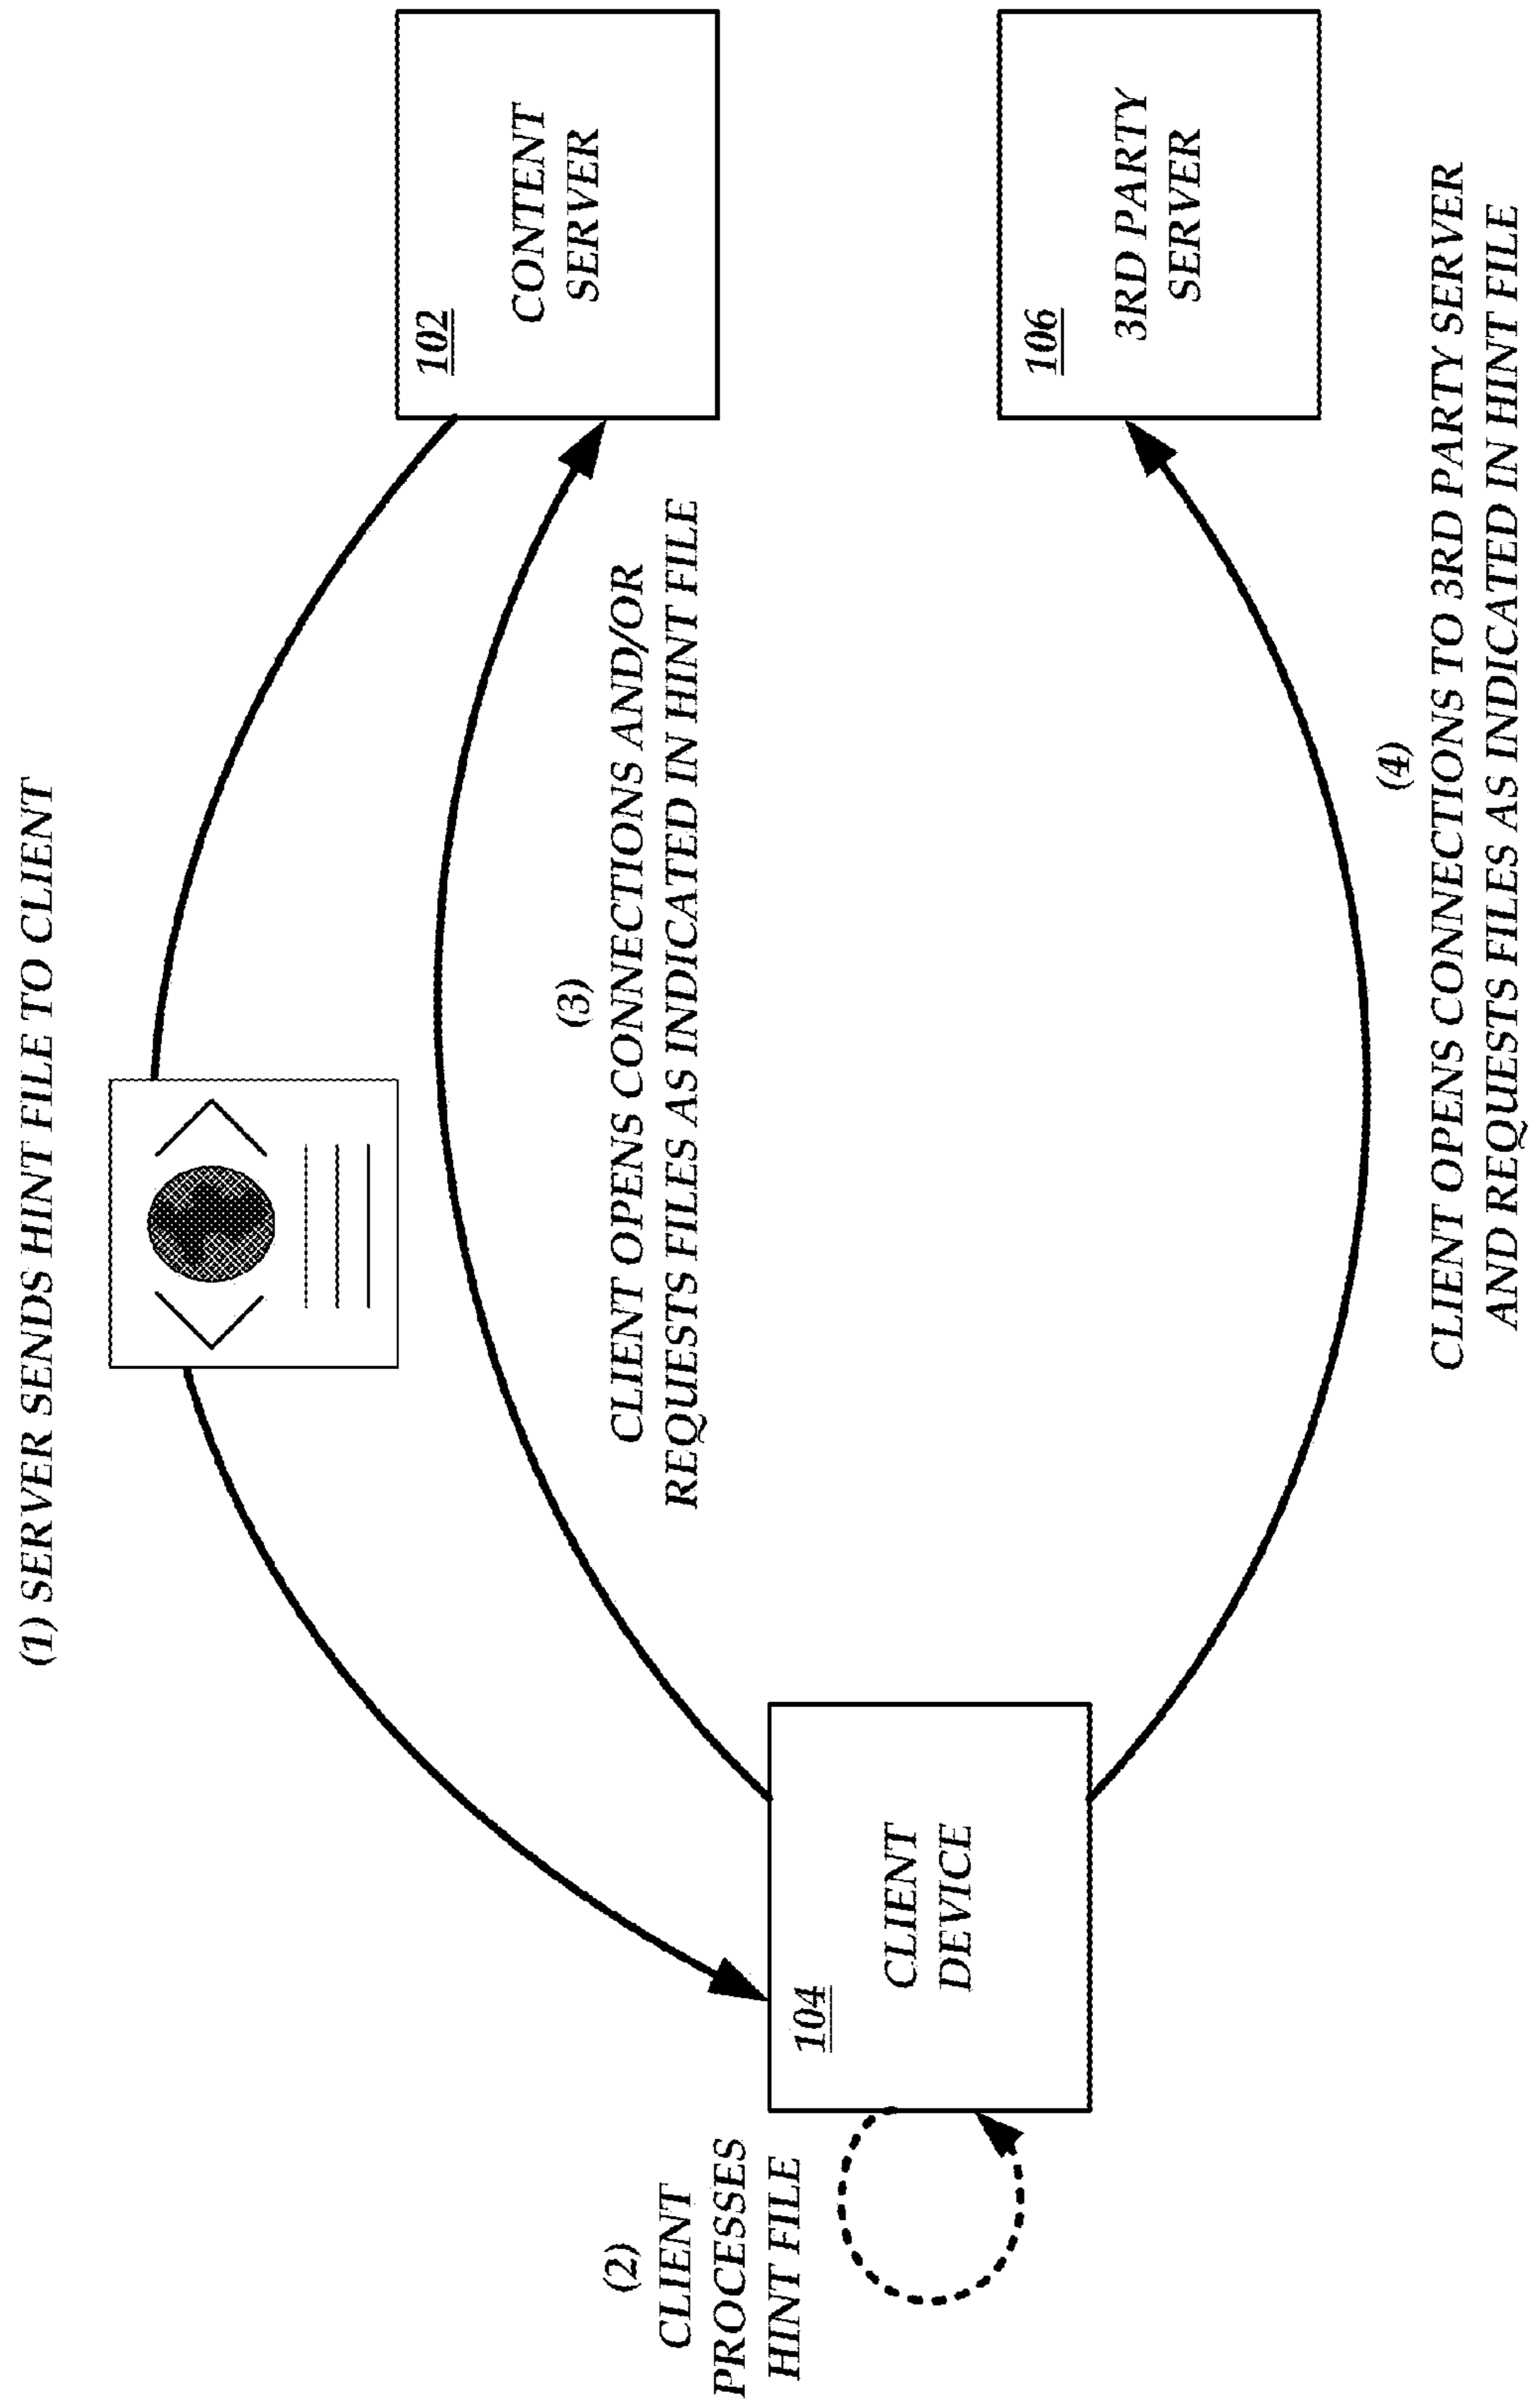 (1) SERVER SENDS HINT FILE TO CLIENT
102
CONTENT
SERVER
(3)
CLIENT OPENS CONNECTIONS AND/OR
REQUESTS FILES AS INDICATED IN HINT FILE
(2)
CLIENT
PROCESSES
HINT FILE
104
CLIENT
DEVICE
106
3RD PARTY
SERVER
(4)
CLIENT OPENS CONNECTIONS TO 3RD PARTY SERVER
AND REQUESTS FILES AS INDICATED IN HINT FILE